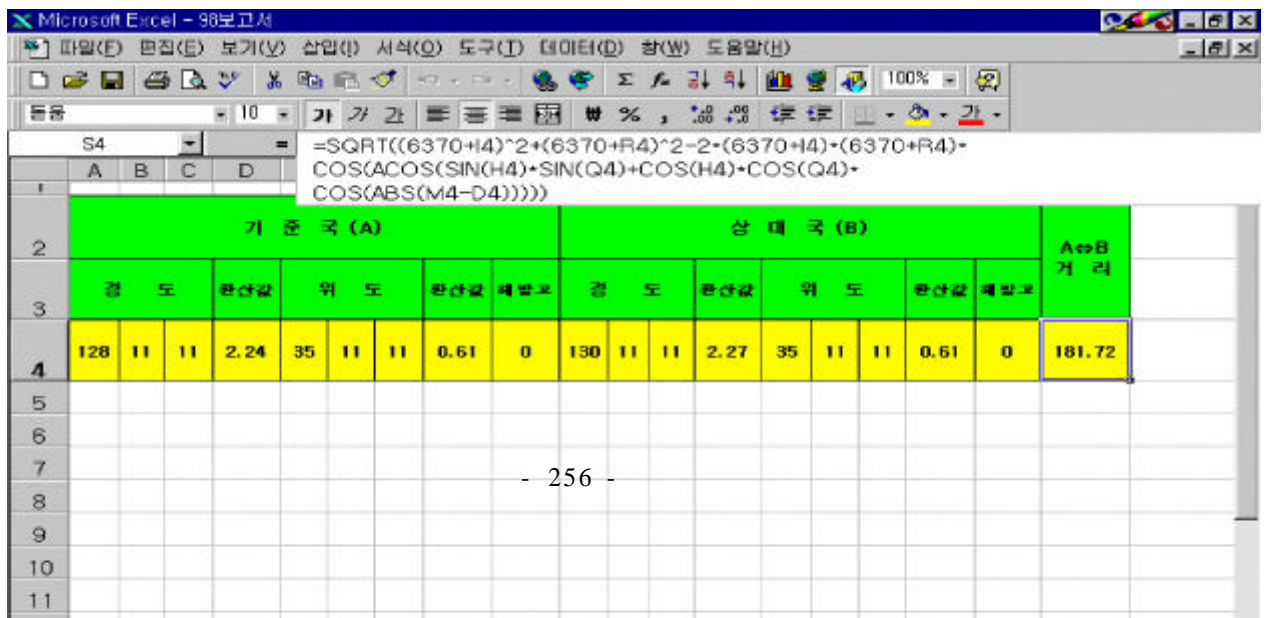 Microsoft Excel - 98보고서
파일(F) 편집(E) 보기(V) 삽입(I) 서식(O) 도구(T) 데이터(D) 창(W) 도움말(H)
100%
돋움 10 가 가 가 ₩ % , 가
S4 = =SQRT((6370+I4)^2+(6370+R4)^2-2*(6370+I4)*(6370+R4)*
COS(ACOS(SIN(H4)*SIN(Q4)+COS(H4)*COS(Q4)*
COS(ABS(M4-D4)))))
A B C D
1
2 기 준 국 (A) 상 대 국 (B) A⇔B
거 리
3 경 도 환산값 위 도 환산값 해발고 경 도 환산값 위 도 환산값 해발고
4 128 11 11 2.24 35 11 11 0.61 0 130 11 11 2.27 35 11 11 0.61 0 181.72
5
6
7
- 256 -
8
9
10
11